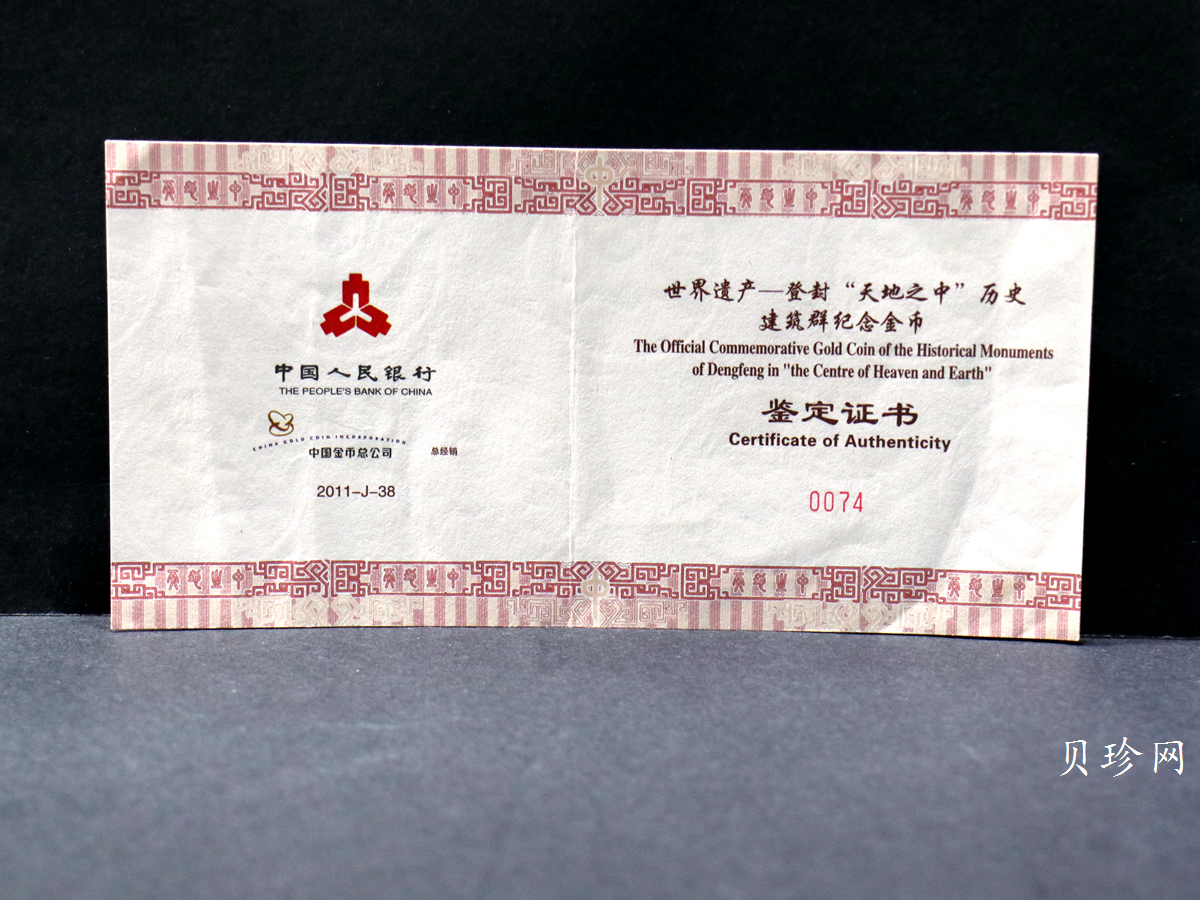 中国人民银行
THE PEOPLE'S BANK OF CHINA
CHINA GOLD COIN INCORPORATION
中国金币总公司 总经销
2011-J-38
世界遗产—登封“天地之中”历史
建筑群纪念金币
The Official Commemorative Gold Coin of the Historical Monuments
of Dengfeng in "the Centre of Heaven and Earth"
鉴定证书
Certificate of Authenticity
0074
贝珍网